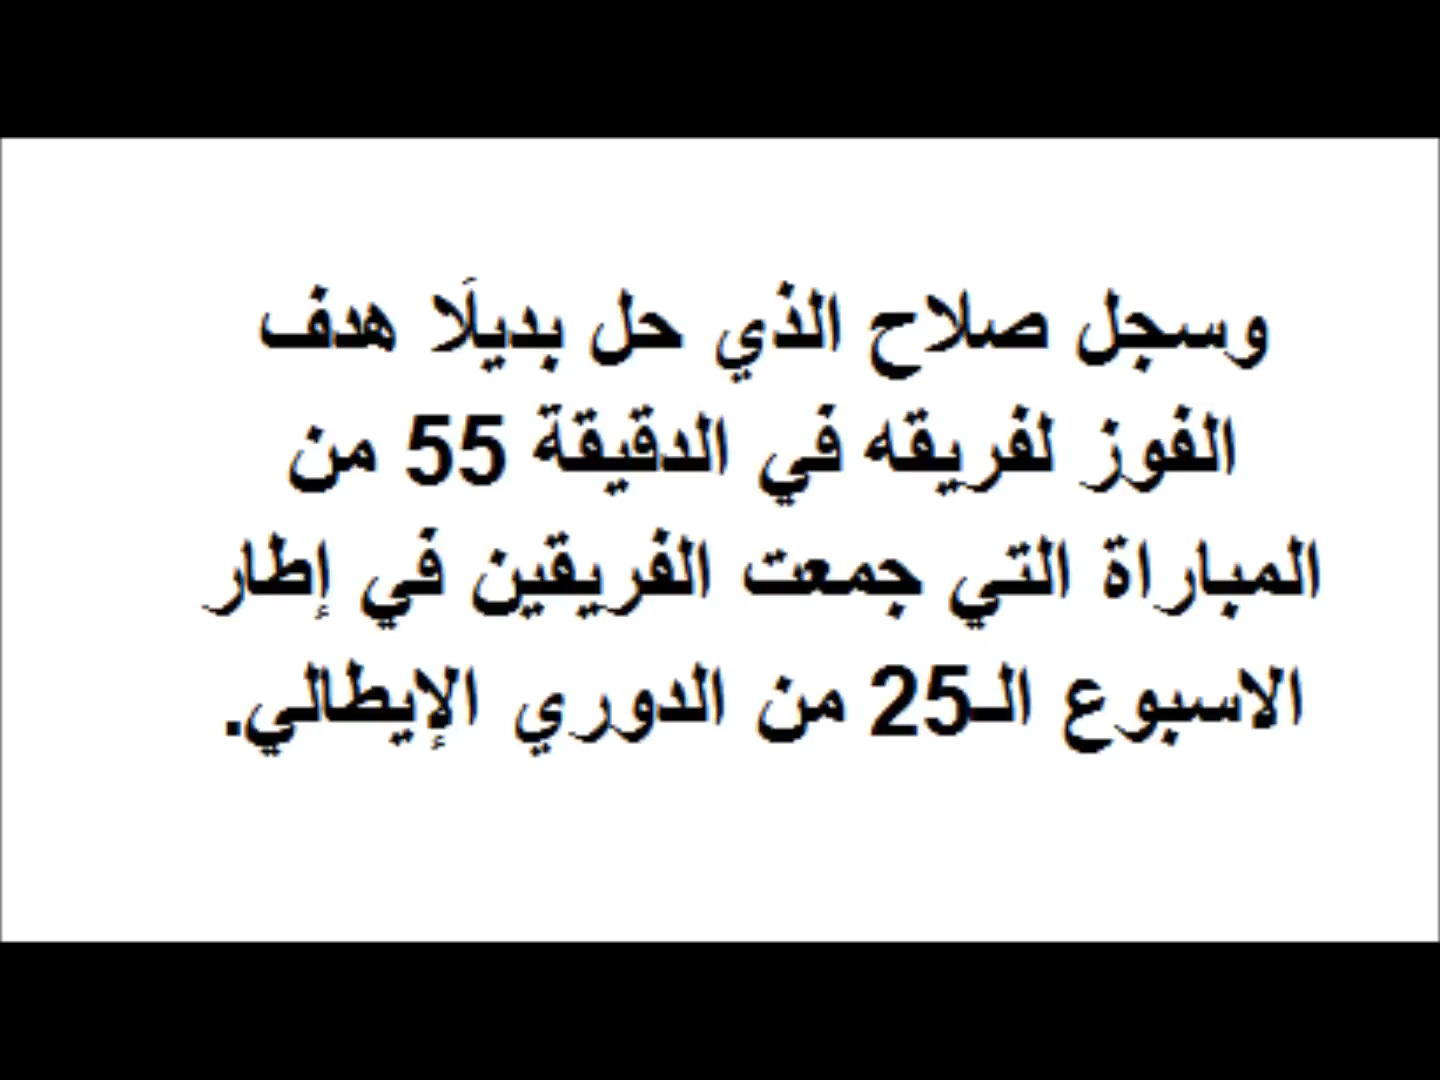 وسجل صلاح الذي حل بديلَا هدف
الفوز لفريقه في الدقيقة 55 من
المباراة التي جمعت الفريقين في إطار
الاسبوع الـ25 من الدوري الإيطالي.